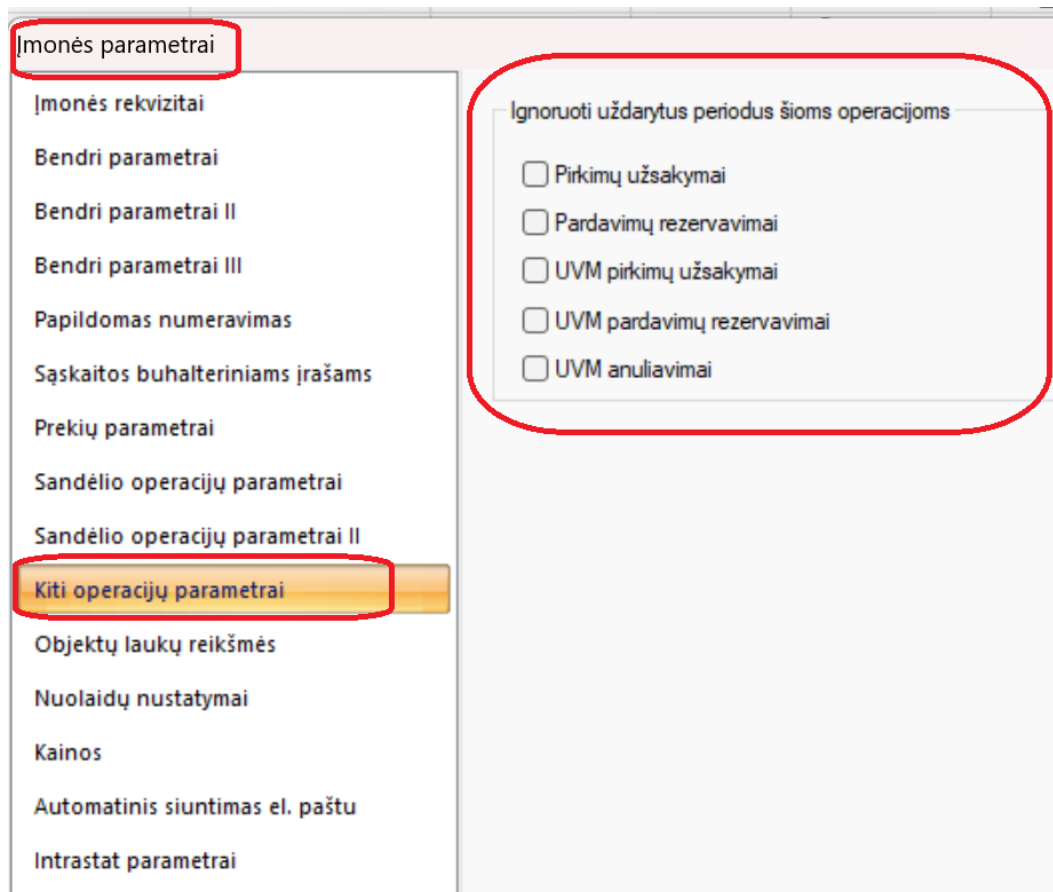 Įmonės parametrai
Įmonės rekvizitai
Bendri parametrai
Bendri parametrai II
Bendri parametrai III
Papildomas numeravimas
Sąskaitos buhalteriniams įrašams
Prekių parametrai
Sandėlio operacijų parametrai
Sandėlio operacijų parametrai II
Kiti operacijų parametrai
Objektų laukų reikšmės
Nuolaidų nustatymai
Kainos
Automatinis siuntimas el. paštu
Intrastat parametrai
Ignoruoti uždarytus periodus šioms operacijoms
Pirkimų užsakymai
Pardavimų rezervavimai
UVM pirkimų užsakymai
UVM pardavimų rezervavimai
UVM anuliavimai